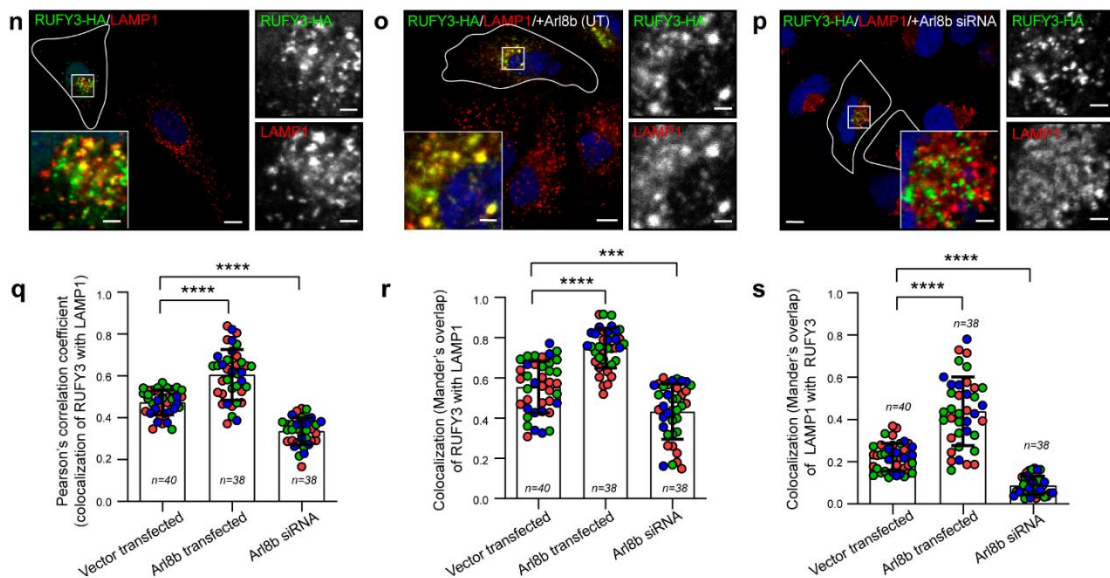 n
RUFY3-HA/LAMP1
RUFY3-HA
LAMP1
o
RUFY3-HA/LAMP1/+Arl8b (UT)
RUFY3-HA
LAMP1
p
RUFY3-HA/LAMP1/+Arl8b siRNA
RUFY3-HA
LAMP1
q
Pearson's correlation coefficient
(colocalization of RUFY3 with LAMP1)
1.0
0.8
0.6
0.4
0.2
0.0
****
****
n=40
n=38
n=38
Vector transfected
Arl8b transfected
Arl8b siRNA
r
Colocalization (Mander's overlap)
of RUFY3 with LAMP1
1.0
0.8
0.6
0.4
0.2
0.0
***
****
n=40
n=38
n=38
Vector transfected
Arl8b transfected
Arl8b siRNA
s
Colocalization (Mander's overlap)
of LAMP1 with RUFY3
1.0
0.8
0.6
0.4
0.2
0.0
****
****
n=40
n=38
n=38
Vector transfected
Arl8b transfected
Arl8b siRNA